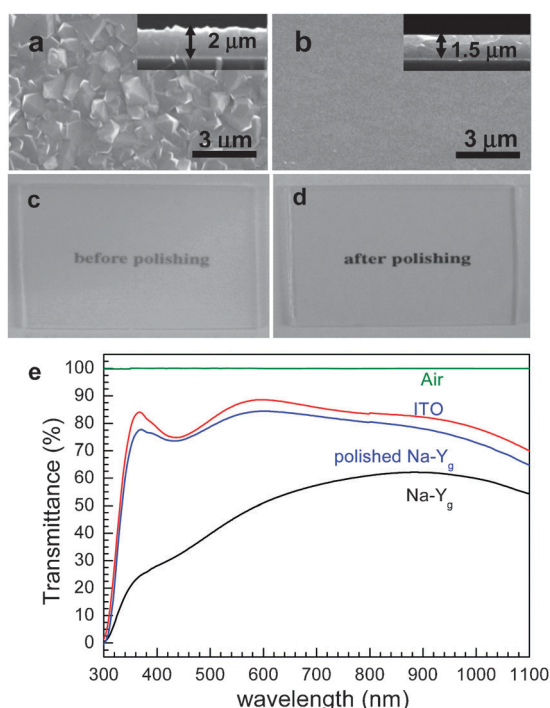 a
2 μm
3 μm
b
1.5 μm
3 μm
c
before polishing
d
after polishing
e
100
90
80
70
60
50
40
30
20
10
0
Transmittance (%)
Air
ITO
polished Na-Yg
Na-Yg
300 400 500 600 700 800 900 1000 1100
wavelength (nm)